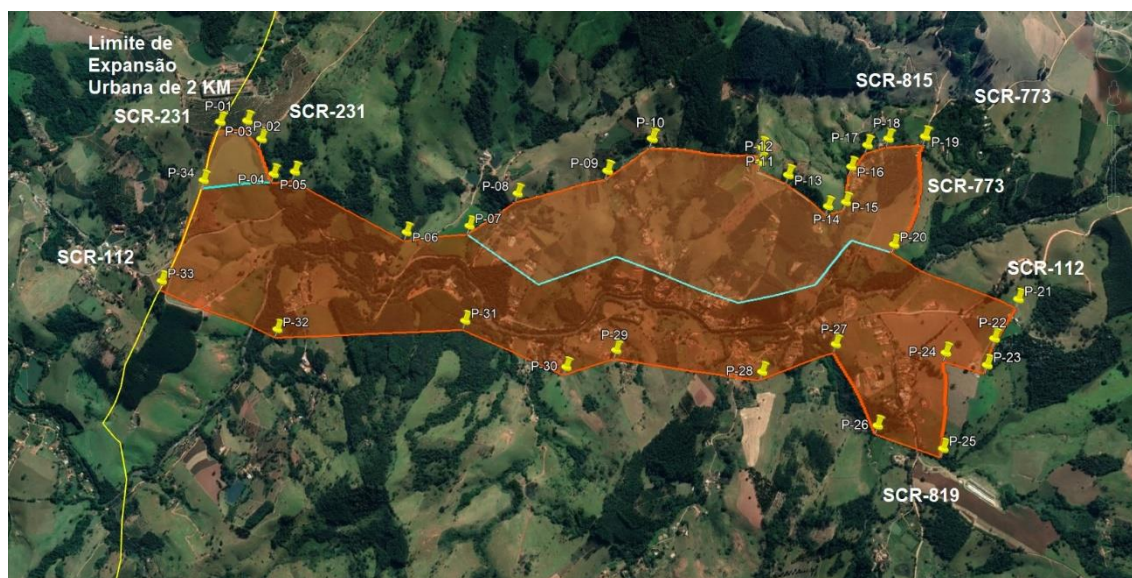 Limite de
Expansão
Urbana de 2 KM
P-01
SCR-231
SCR-231
P-02
P-03
P-04
P-05
P-34
SCR-112
P-33
P-32
P-31
P-06
P-07
P-08
P-09
P-10
P-12
P-11
P-13
P-14
P-15
P-16
P-17
P-18
P-19
SCR-815
SCR-773
SCR-773
P-20
SCR-112
P-21
P-22
P-23
P-24
P-25
P-26
P-27
P-28
P-29
P-30
SCR-819